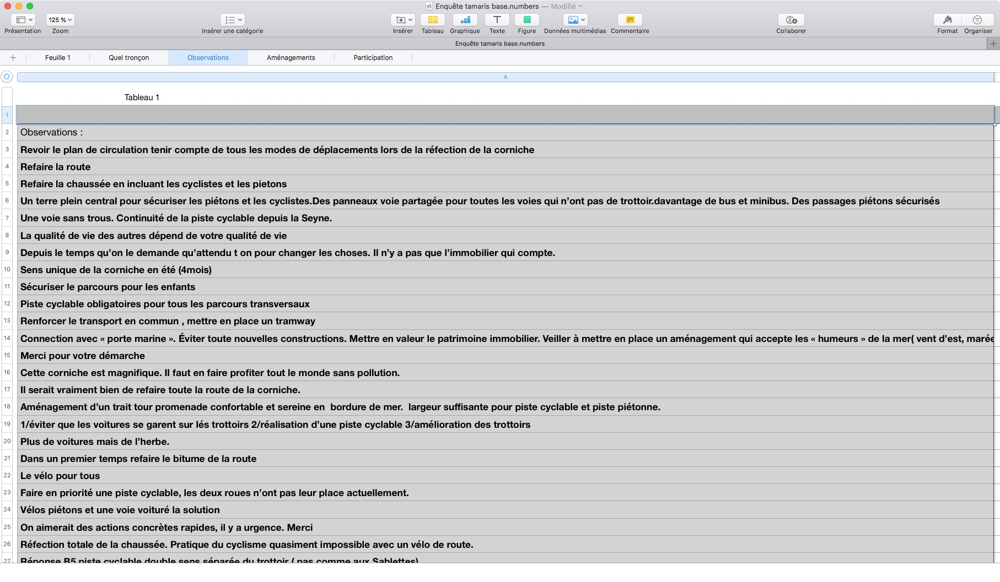 Enquête tamaris base.numbers — Modifié
125 %
Présentation Zoom Insérer une catégorie Insérer Tableau Graphique Texte Figure Données multimédias Commentaire Collaborer Format Organiser
Enquête tamaris base.numbers
+ Feuille 1 Quel tronçon Observations Aménagements Participation
A
Tableau 1
1
2 Observations :
3 Revoir le plan de circulation tenir compte de tous les modes de déplacements lors de la réfection de la corniche
4 Refaire la route
5 Refaire la chaussée en incluant les cyclistes et les pietons
6 Un terre plein central pour sécuriser les piétons et les cyclistes.Des panneaux voie partagée pour toutes les voies qui n’ont pas de trottoir.davantage de bus et minibus. Des passages piétons sécurisés
7 Une voie sans trous. Continuité de la piste cyclable depuis la Seyne.
8 La qualité de vie des autres dépend de votre qualité de vie
9 Depuis le temps qu’on le demande qu’attendu t on pour changer les choses. Il n’y a pas que l’immobilier qui compte.
10 Sens unique de la corniche en été (4mois)
11 Sécuriser le parcours pour les enfants
12 Piste cyclable obligatoires pour tous les parcours transversaux
13 Renforcer le transport en commun , mettre en place un tramway
14 Connection avec « porte marine ». Éviter toute nouvelles constructions. Mettre en valeur le patrimoine immobilier. Veiller à mettre en place un aménagement qui accepte les « humeurs » de la mer( vent d’est, marée
15 Merci pour votre démarche
16 Cette corniche est magnifique. Il faut en faire profiter tout le monde sans pollution.
17 Il serait vraiment bien de refaire toute la route de la corniche.
18 Aménagement d’un trait tour promenade confortable et sereine en  bordure de mer.  largeur suffisante pour piste cyclable et piste piétonne.
19 1/éviter que les voitures se garent sur lés trottoirs 2/réalisation d’une piste cyclable 3/amélioration des trottoirs
20 Plus de voitures mais de l’herbe.
21 Dans un premier temps refaire le bitume de la route
22 Le vélo pour tous
23 Faire en priorité une piste cyclable, les deux roues n’ont pas leur place actuellement.
24 Vélos piétons et une voie voituré la solution
25 On aimerait des actions concrètes rapides, il y a urgence. Merci
26 Réfection totale de la chaussée. Pratique du cyclisme quasiment impossible avec un vélo de route.
27 Réponse B5 piste cyclable double sens séparée du trottoir ( pas comme aux Sablettes)